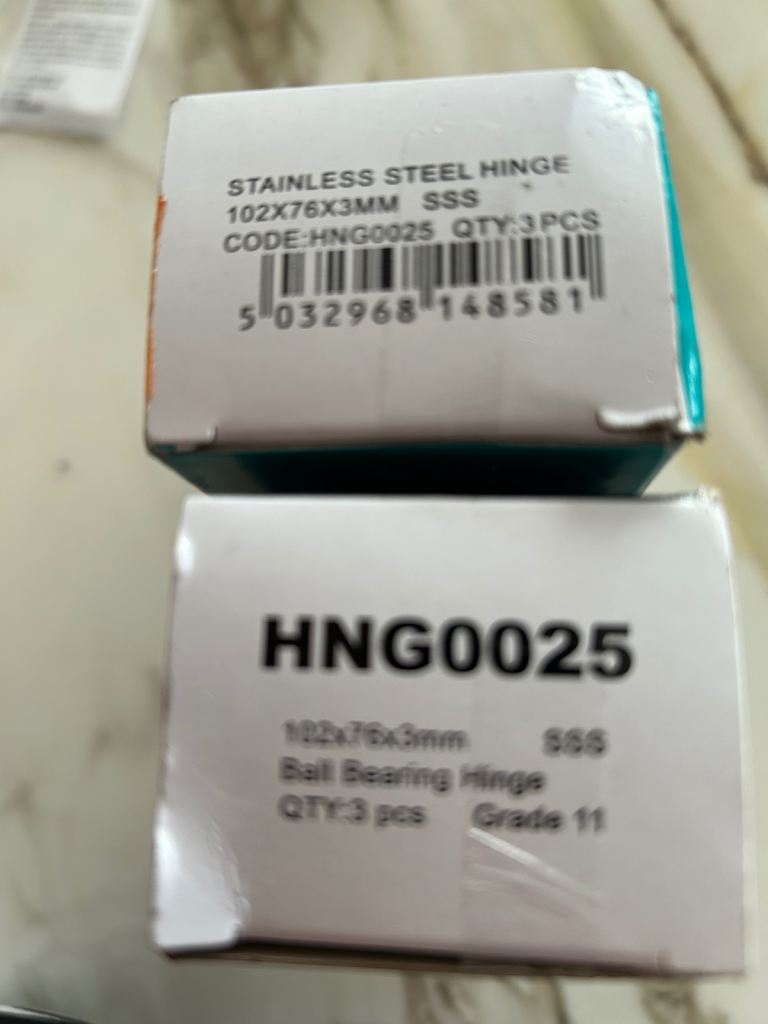 STAINLESS STEEL HINGE
102X76X3MM SSS
CODE:HNG0025 QTY:3PCS
5 032968 148581
HNG0025
102x76x3mm SSS
Ball Bearing Hinge
QTY:3 pcs Grade 11